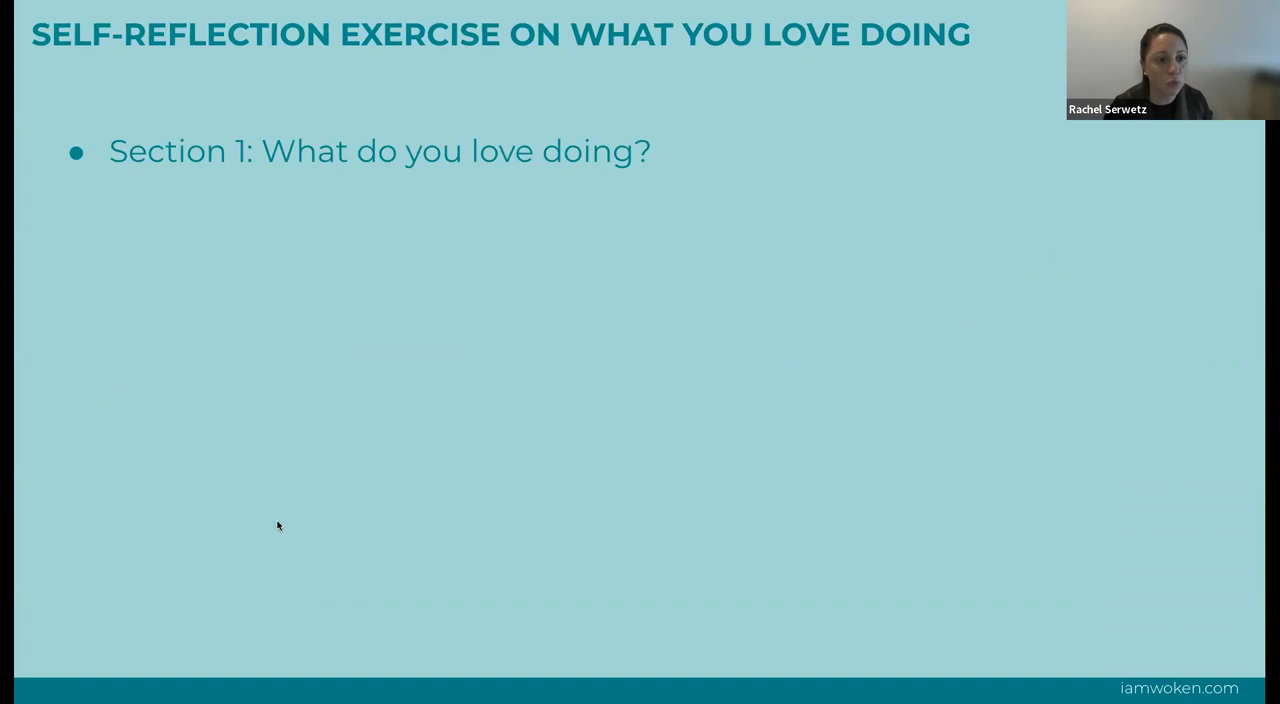 SELF-REFLECTION EXERCISE ON WHAT YOU LOVE DOING
Rachel Serwetz
● Section 1: What do you love doing?
iamwoken.com